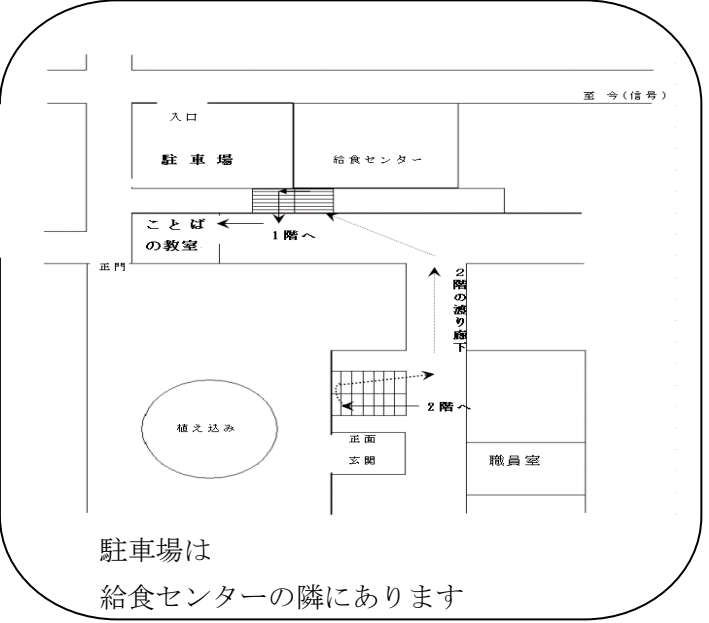 至 今(信号)
入口
駐車場
給食センター
ことば
の教室
1階へ
正門
2階の渡り廊下
2階へ
植え込み
正面
玄関
職員室
駐車場は
給食センターの隣にあります